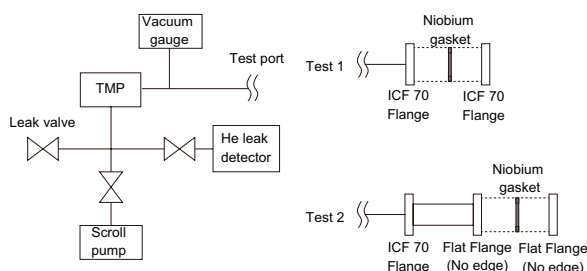 Vacuum
gauge
Test port
TMP
Leak valve
He leak
detector
Scroll
pump
Niobium
gasket
Test 1
ICF 70
Flange
ICF 70
Flange
Niobium
gasket
Test 2
ICF 70
Flange
Flat Flange
(No edge)
Flat Flange
(No edge)